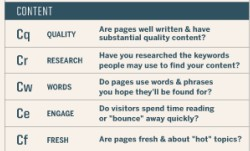 CONTENT
Cq QUALITY Are pages well written & have
substantial quality content?
Cr RESEARCH Have you researched the keywords
people may use to find your content?
Cw WORDS Do pages use words & phrases
you hope they'll be found for?
Ce ENGAGE Do visitors spend time reading
or "bounce" away quickly?
Cf FRESH Are pages fresh & about "hot" topics?